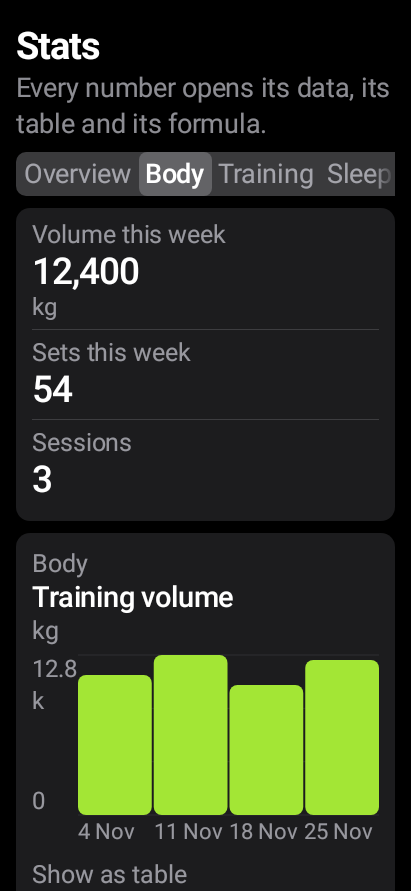 Stats
Every number opens its data, its
table and its formula.
Overview Body Training Sleep
Volume this week
12,400
kg
Sets this week
54
Sessions
3
Body
Training volume
kg
12.8
k
0
4 Nov 11 Nov 18 Nov 25 Nov
Show as table